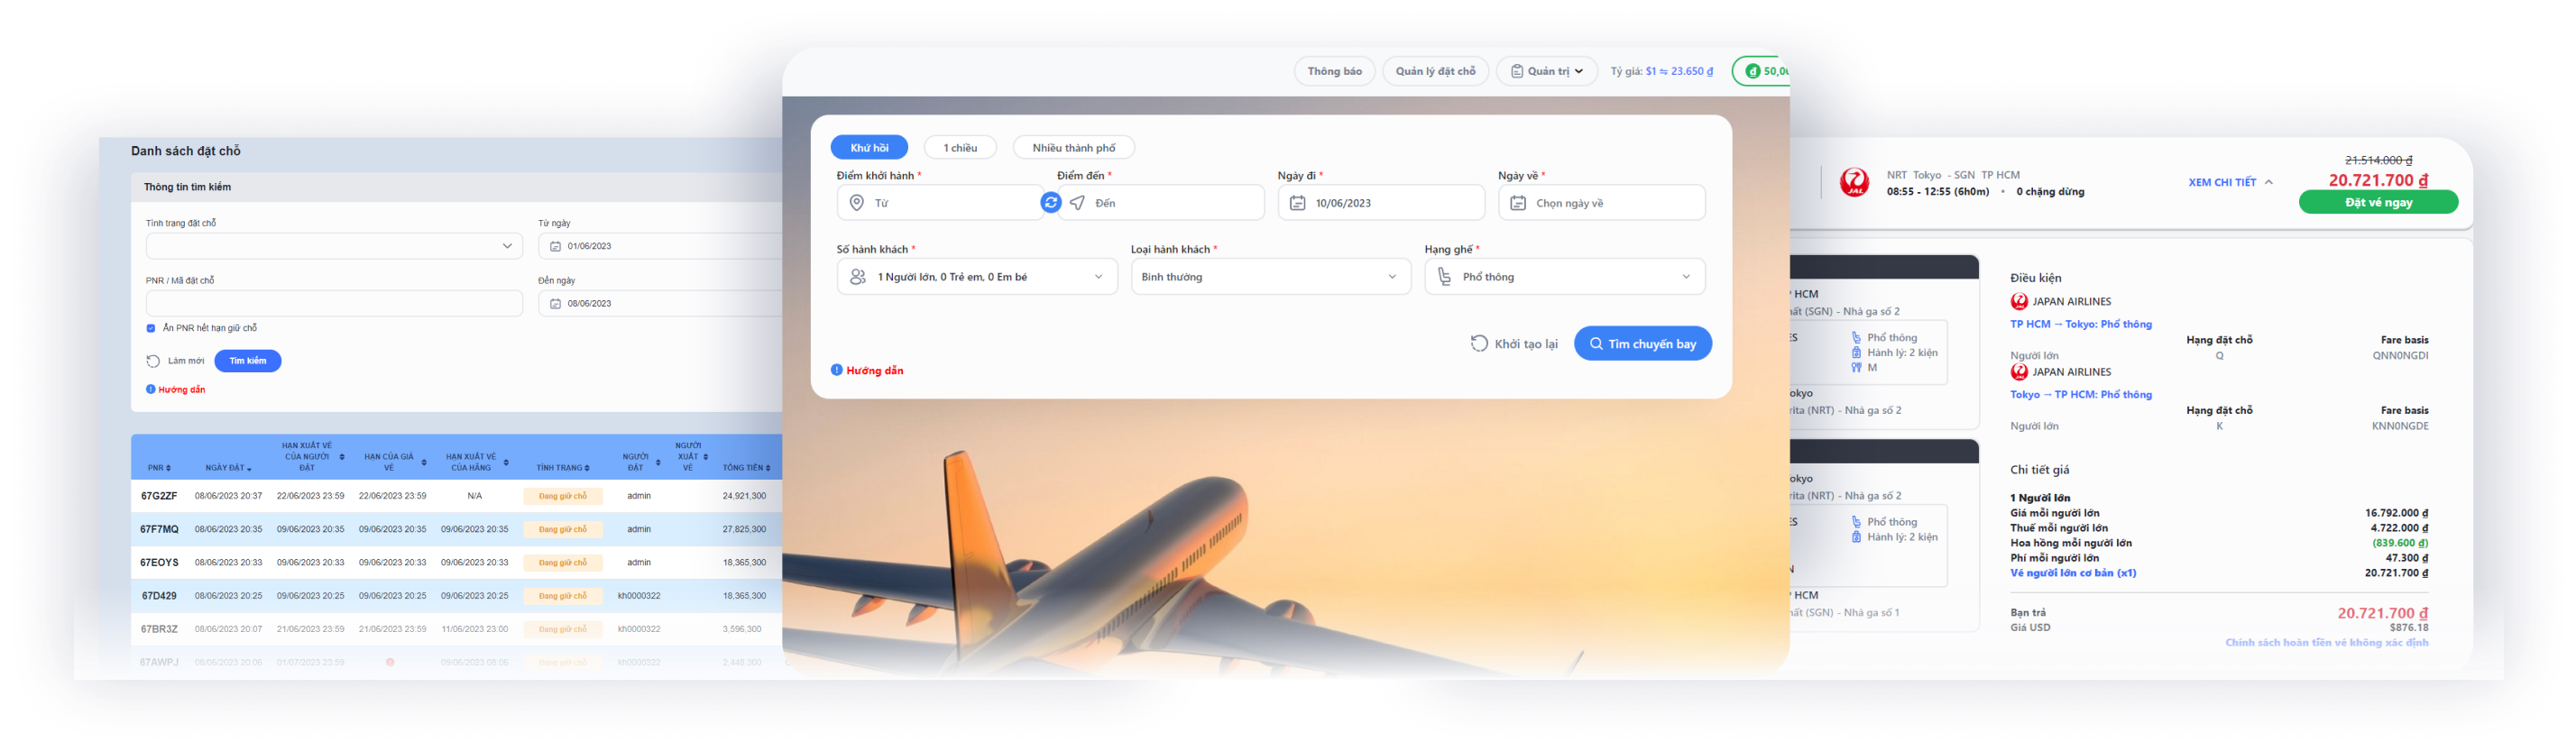 Danh sách đặt chỗ
Thông tin tìm kiếm
Tình trạng đặt chỗ
Từ ngày
01/06/2023
PNR / Mã đặt chỗ
Đến ngày
08/06/2023
Ẩn PNR hết hạn giữ chỗ
Làm mới Tìm kiếm
Hướng dẫn
PNR NGÀY ĐẶT HẠN XUẤT VÉ CỦA NGƯỜI ĐẶT HẠN CỦA GIÁ VÉ HẠN XUẤT VÉ CỦA HÃNG TÌNH TRẠNG NGƯỜI ĐẶT NGƯỜI XUẤT VÉ TỔNG TIỀN
67G2ZF 08/06/2023 20:37 22/06/2023 23:59 22/06/2023 23:59 N/A Đang giữ chỗ admin 24,921,300
67F7MQ 08/06/2023 20:35 09/06/2023 20:35 09/06/2023 20:35 09/06/2023 20:35 Đang giữ chỗ admin 27,825,300
67EOYS 08/06/2023 20:33 09/06/2023 20:33 09/06/2023 20:33 09/06/2023 20:33 Đang giữ chỗ admin 18,365,300
67D429 08/06/2023 20:25 09/06/2023 20:25 09/06/2023 20:25 09/06/2023 20:25 Đang giữ chỗ kh0000322 18,365,300
67BR3Z 08/06/2023 20:07 21/06/2023 23:59 21/06/2023 23:59 11/06/2023 23:00 Đang giữ chỗ kh0000322 3,596,300
67AWPJ 08/06/2023 20:06 01/07/2023 23:59 09/06/2023 08:06 Đang giữ chỗ kh0000322 2,448,300
Thông báo Quản lý đặt chỗ Quản trị Tỷ giá: $1 ≒ 23.650 ₫ 50,0
Khứ hồi 1 chiều Nhiều thành phố
Điểm khởi hành * Điểm đến * Ngày đi * Ngày về *
Từ Đến 10/06/2023 Chọn ngày về
Số hành khách * Loại hành khách * Hạng ghế *
1 Người lớn, 0 Trẻ em, 0 Em bé Bình thường Phổ thông
Khởi tạo lại Tìm chuyến bay
Hướng dẫn
JAL
NRT Tokyo - SGN TP HCM
08:55 - 12:55 (6h0m) • 0 chặng dừng
XEM CHI TIẾT
21.514.000 ₫
20.721.700 ₫
Đặt vé ngay
HCM
(SGN) - Nhà ga số 2
Phổ thông
Hành lý: 2 kiện
M
okyo
rita (NRT) - Nhà ga số 2
okyo
rita (NRT) - Nhà ga số 2
Phổ thông
Hành lý: 2 kiện
HCM
(SGN) - Nhà ga số 1
Điều kiện
JAPAN AIRLINES
TP HCM → Tokyo: Phổ thông
Hạng đặt chỗ Fare basis
Người lớn Q QNN0NGDI
JAPAN AIRLINES
Tokyo → TP HCM: Phổ thông
Hạng đặt chỗ Fare basis
Người lớn K KNN0NGDE
Chi tiết giá
1 Người lớn
Giá mỗi người lớn 16.792.000 ₫
Thuế mỗi người lớn 4.722.000 ₫
Hoa hồng mỗi người lớn (839.600 ₫)
Phí mỗi người lớn 47.300 ₫
Vé người lớn cơ bản (x1) 20.721.700 ₫
Bạn trả 20.721.700 ₫
Giá USD $876.18
Chính sách hoàn tiền vé không xác định